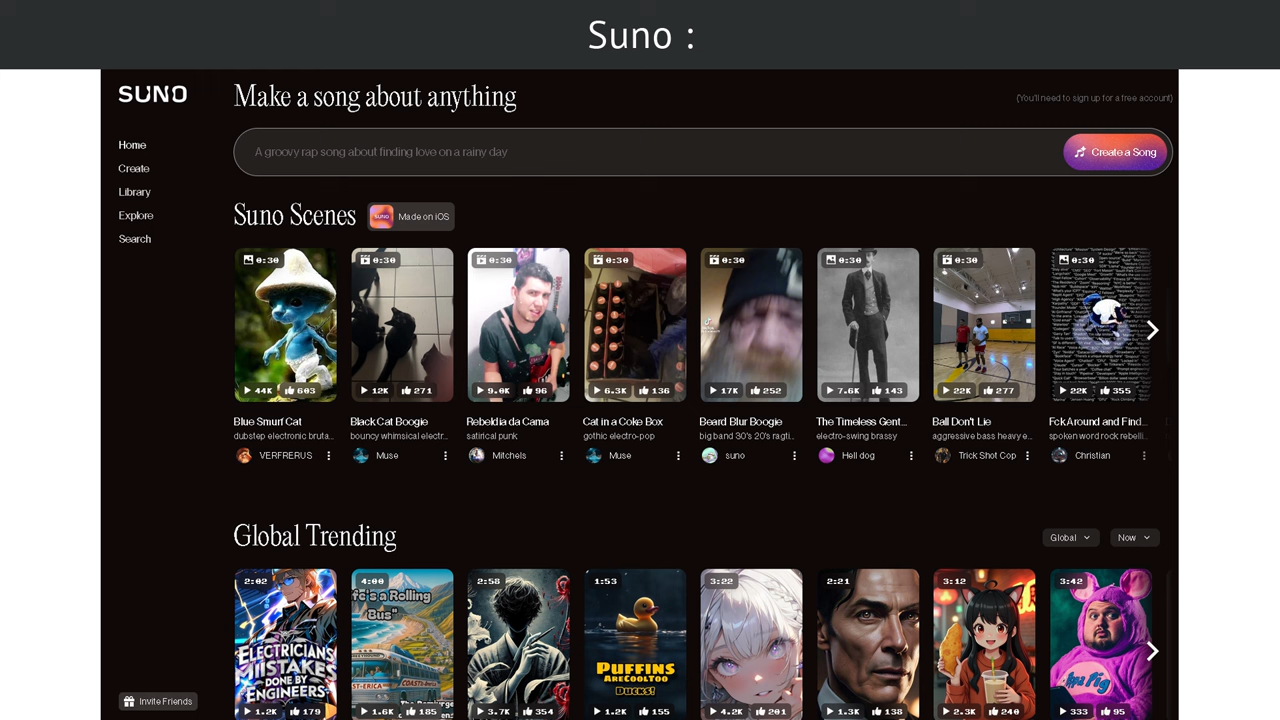 Suno :
SUNO
Home
Create
Library
Explore
Search
Invite Friends
Make a song about anything
(You'll need to sign up for a free account)
A groovy rap song about finding love on a rainy day
Create a Song
Suno Scenes
SUNO
Made on iOS
0:30 0:30 0:30 0:30 0:30 0:30 0:30 0:30
44K 603 12K 271 9.0K 96 6.3K 136 17K 252 7.6K 143 22K 277 22K 355
Blue Smurf Cat Black Cat Boogie Rebeldia da Cama Cat in a Coke Box Beard Blur Boogie The Timeless Gent... Ball Don't Lie Fck Around and Find...
dubstep electronic bruta... bouncy whimsical electr... satirical punk gothic electro-pop big band 30's 20's ragti... electro-swing brassy aggressive bass heavy e... spoken word rock rebelli...
VERFRERUS Muse Mitchels Muse suno Hell dog Trick Shot Cop Christian
Global Trending
Global Now
2:02 4:00 2:58 1:53 3:22 2:21 3:12 3:42
ELECTRICIANS
MISTAKES
DONE BY
ENGINEERS
fe's a Rolling
Bus"
PUFFINS
ARECOOLTOO
DUCKS!
1.2K 179 1.6K 185 3.7K 354 1.2K 155 4.2K 201 1.3K 138 2.3K 240 333 95